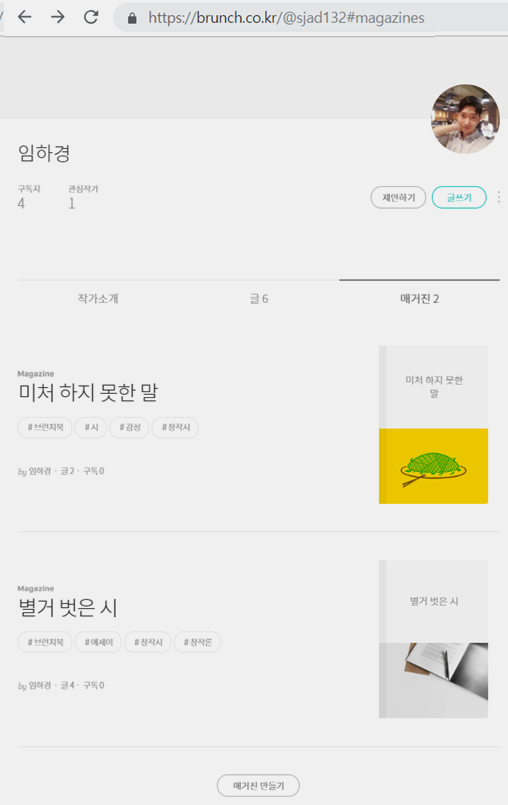 https://brunch.co.kr/@sjad132#magazines
임하경
구독자 관심작가
4 1
제안하기 글쓰기
작가소개 글 6 매거진 2
Magazine
미처 하지 못한 말
#브런치북 #시 #감성 #창작시
by 임하경 · 글 2 · 구독 0
미처 하지 못한
말
Magazine
별거 벗은 시
#브런치북 #에세이 #창작시 #창작론
by 임하경 · 글 4 · 구독 0
별거 벗은 시
매거진 만들기